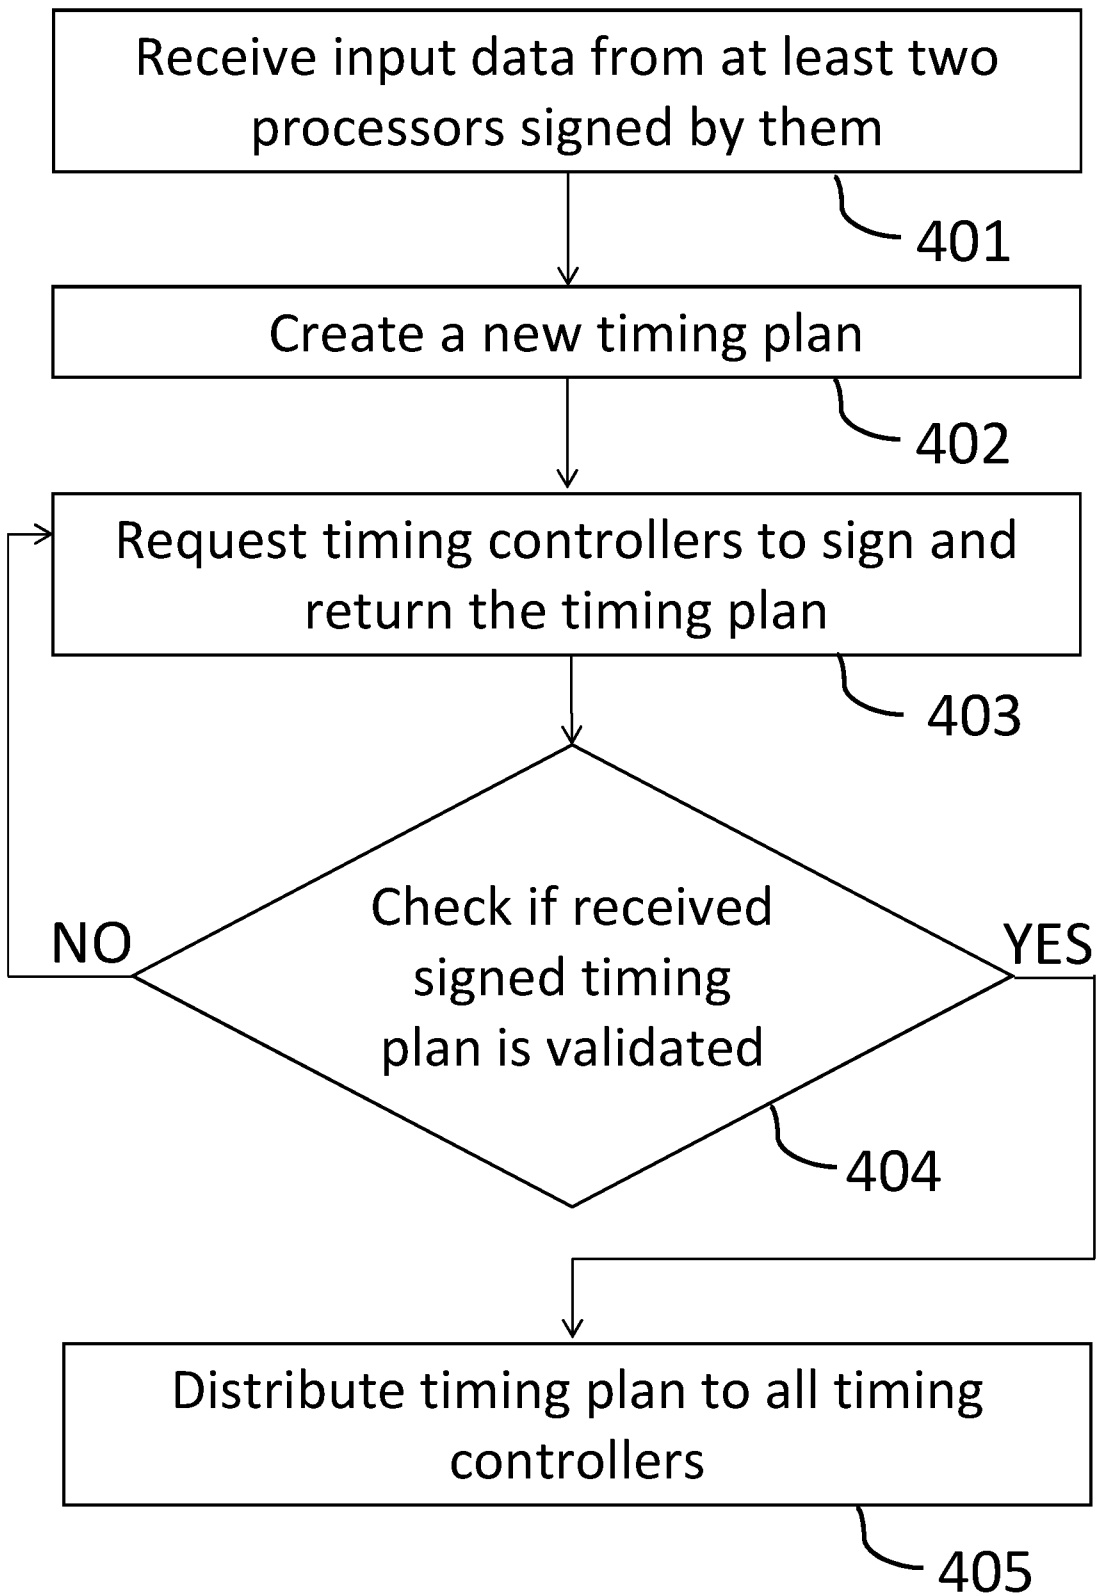 Receive input data from at least two
processors signed by them
401
Create a new timing plan
402
Request timing controllers to sign and
return the timing plan
403
Check if received
signed timing
plan is validated
NO
YES
404
Distribute timing plan to all timing
controllers
405